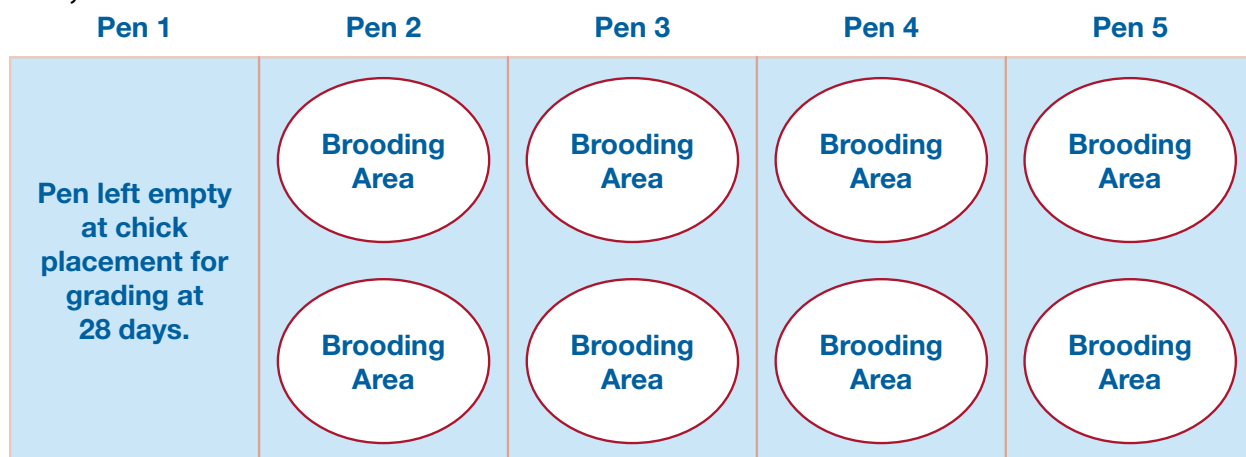 Pen 1 Pen 2 Pen 3 Pen 4 Pen 5
Pen left empty
at chick
placement for
grading at
28 days.
Brooding
Area
Brooding
Area
Brooding
Area
Brooding
Area
Brooding
Area
Brooding
Area
Brooding
Area
Brooding
Area